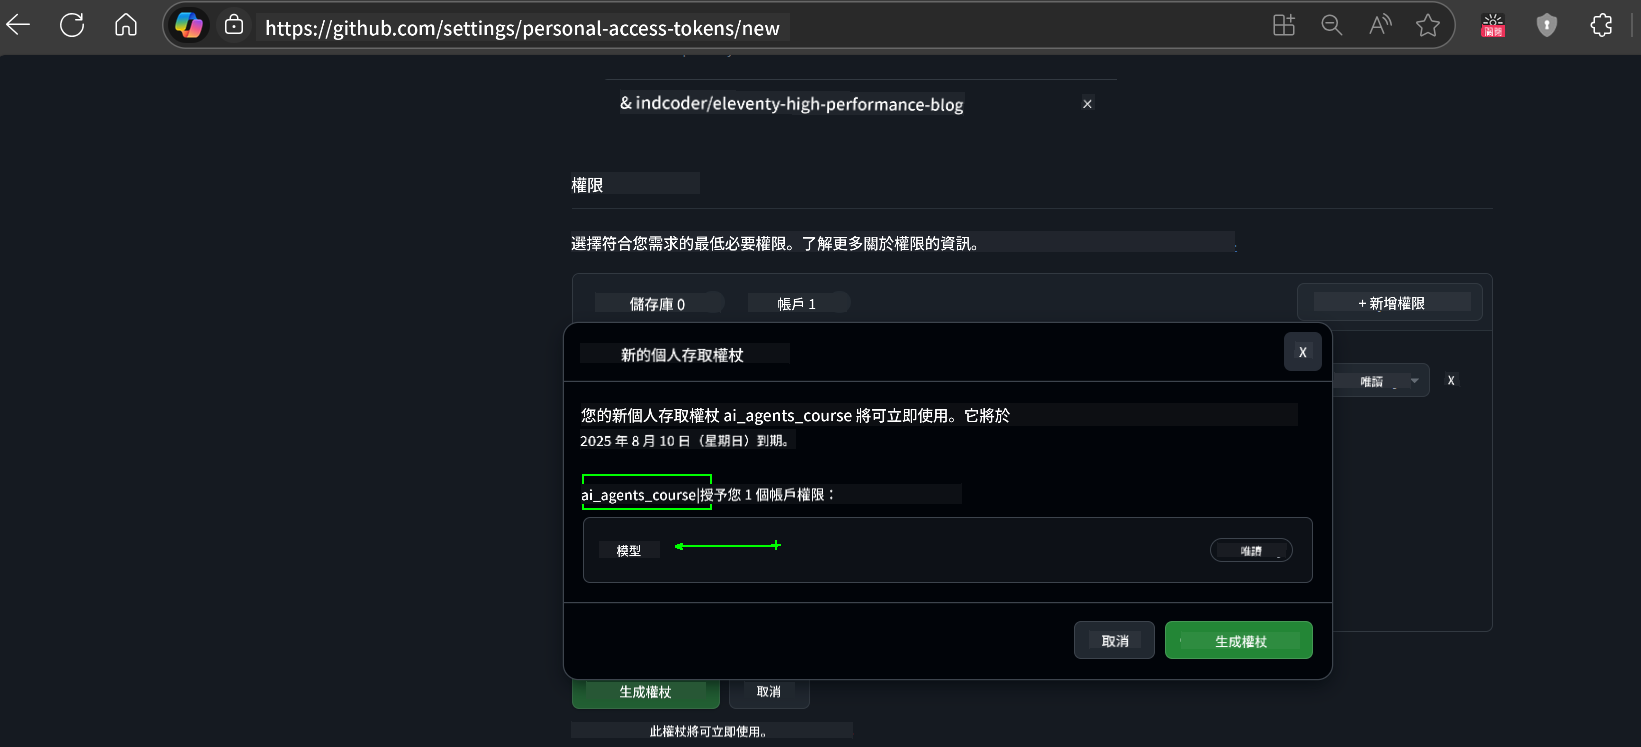 https://github.com/settings/personal-access-tokens/new
閱讀
& indcoder/eleventy-high-performance-blog
X
權限
選擇符合您需求的最低必要權限。了解更多關於權限的資訊。
儲存庫 0
帳戶 1
+ 新增權限
新的個人存取權杖
X
唯讀
X
您的新個人存取權杖 ai_agents_course 將可立即使用。它將於
2025 年 8 月 10 日（星期日）到期。
ai_agents_course|授予您 1 個帳戶權限：
模型
唯讀
取消
生成權杖
生成權杖
取消
此權杖將可立即使用。